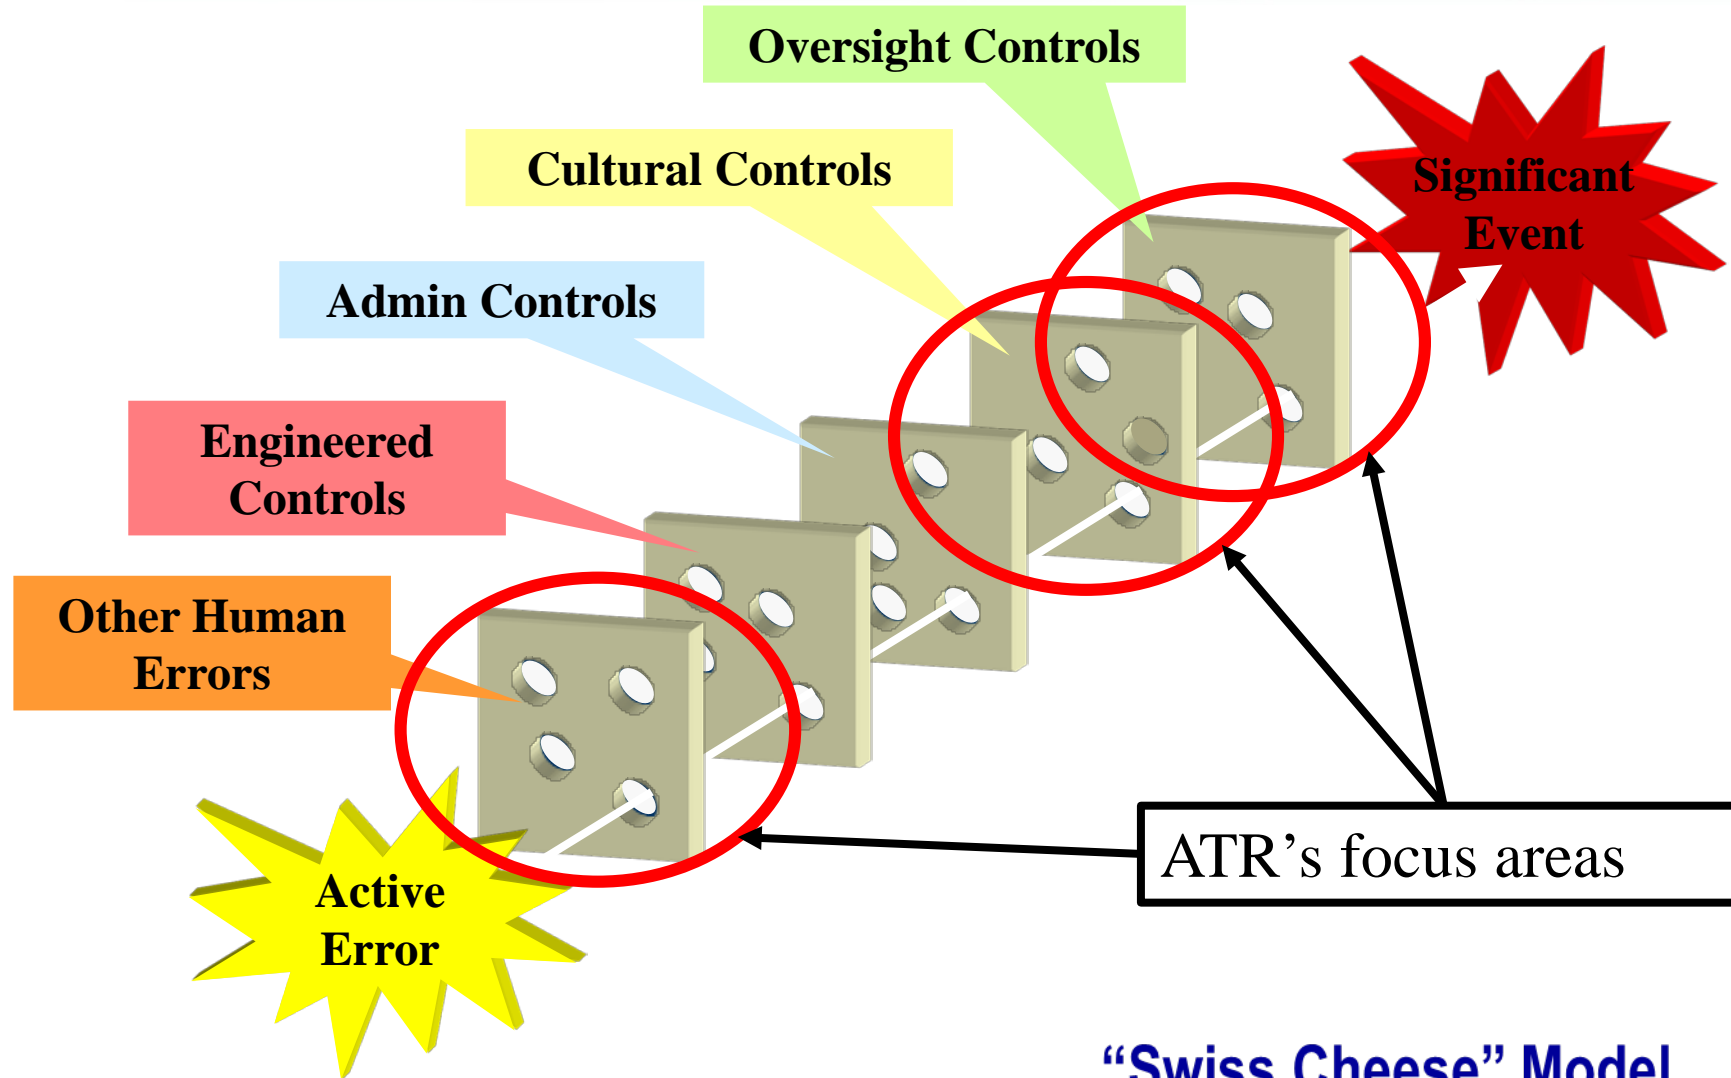 Oversight Controls
Cultural Controls
Significant
Event
Admin Controls
Engineered
Controls
Other Human
Errors
ATR’s focus areas
Active
Error
“Swiss Cheese” Model